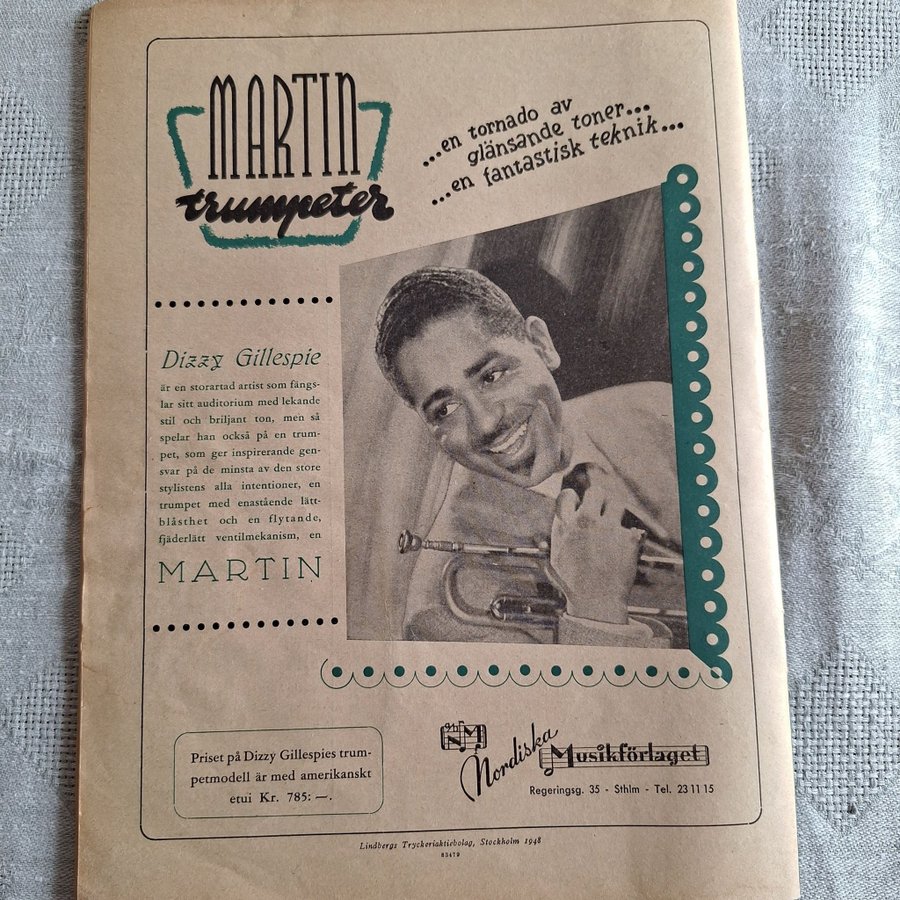 MARTIN
trumpeter
...en tornado av
glänsande toner...
...en fantastisk teknik...
Dizzy Gillespie
är en storartad artist som fängs-
lar sitt auditorium med lekande
stil och briljant ton, men så
spelar han också på en trum-
pet, som ger inspirerande gen-
svar på de minsta av den store
stylistens alla intentioner, en
trumpet med enastående lätt-
blåsthet och en flytande,
fjäderlätt ventilmekanism, en
MARTIN
Priset på Dizzy Gillespies trum-
petmodell är med amerikanskt
etui Kr. 785: —.
NM
Nordiska
Musikförlaget
Regeringsg. 35 - Sthlm - Tel. 23 11 15
Lindbergs Tryckeriaktiebolag, Stockholm 1948
83479